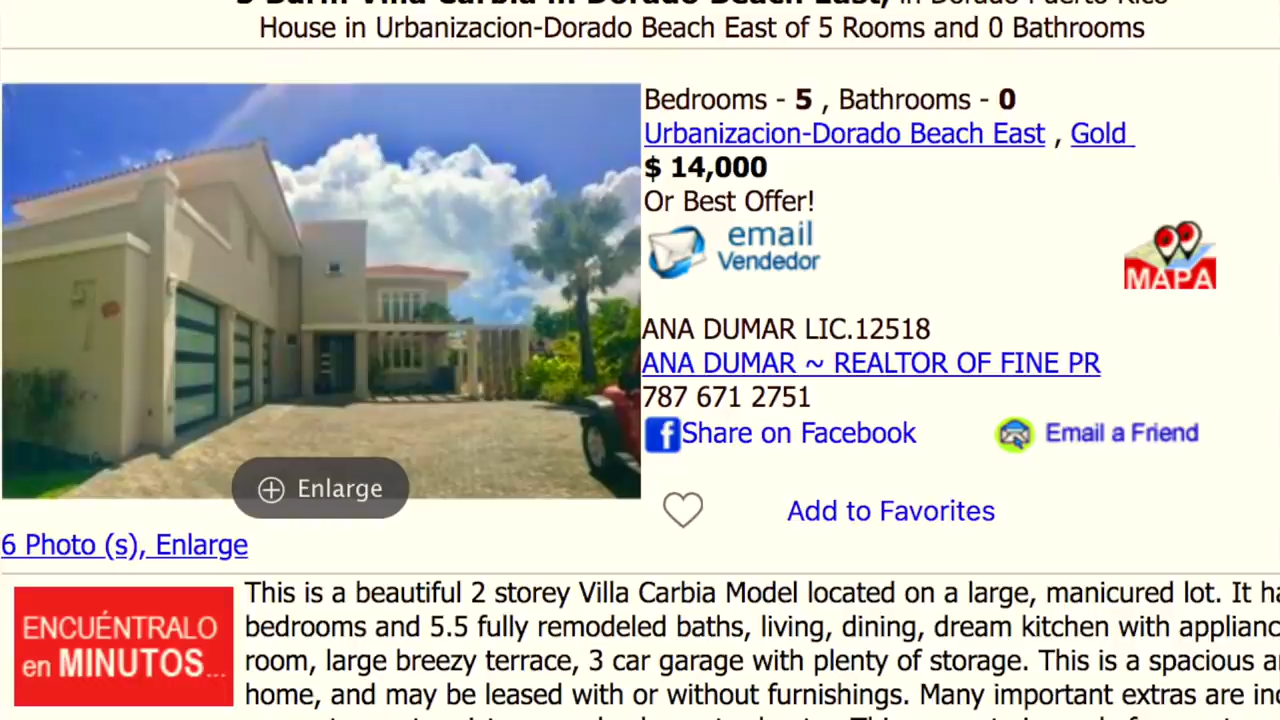 in Dorado Puerto Rico
House in Urbanizacion-Dorado Beach East of 5 Rooms and 0 Bathrooms
Bedrooms - 5 , Bathrooms - 0
Urbanizacion-Dorado Beach East , Gold
$ 14,000
Or Best Offer!
email
Vendedor
MAPA
ANA DUMAR LIC.12518
ANA DUMAR ~ REALTOR OF FINE PR
787 671 2751
Share on Facebook
Email a Friend
Enlarge
Add to Favorites
6 Photo (s), Enlarge
ENCUÉNTRALO
en MINUTOS...
This is a beautiful 2 storey Villa Carbia Model located on a large, manicured lot. It
bedrooms and 5.5 fully remodeled baths, living, dining, dream kitchen with
room, large breezy terrace, 3 car garage with plenty of storage. This is a spacious
home, and may be leased with or without furnishings. Many important extras are